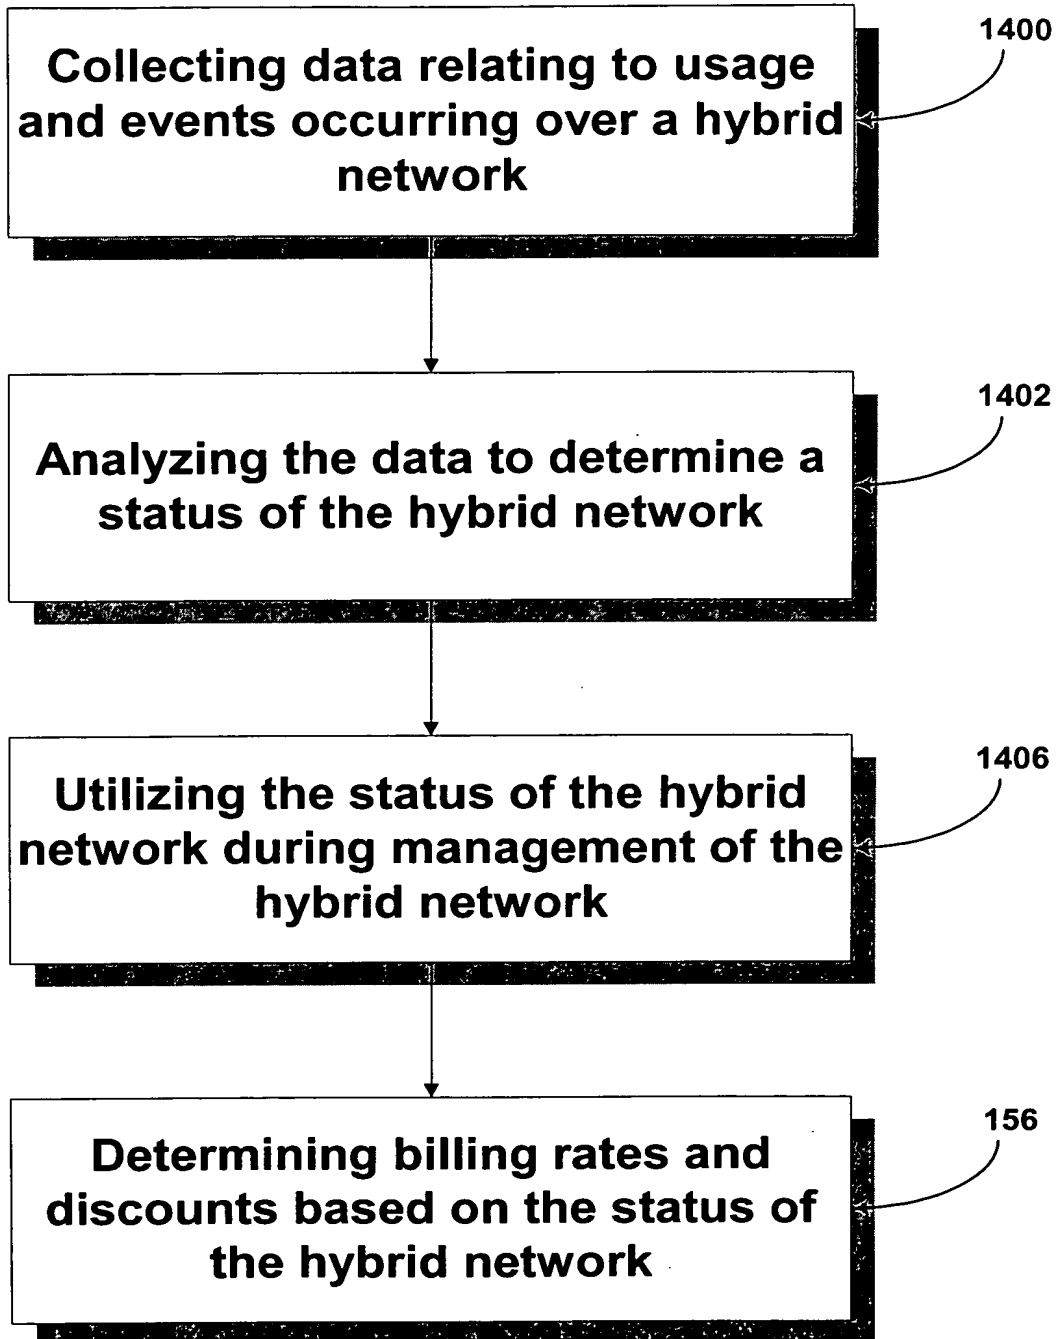 1400
Collecting data relating to usage
and events occurring over a hybrid
network
1402
Analyzing the data to determine a
status of the hybrid network
1406
Utilizing the status of the hybrid
network during management of the
hybrid network
156
Determining billing rates and
discounts based on the status of
the hybrid network